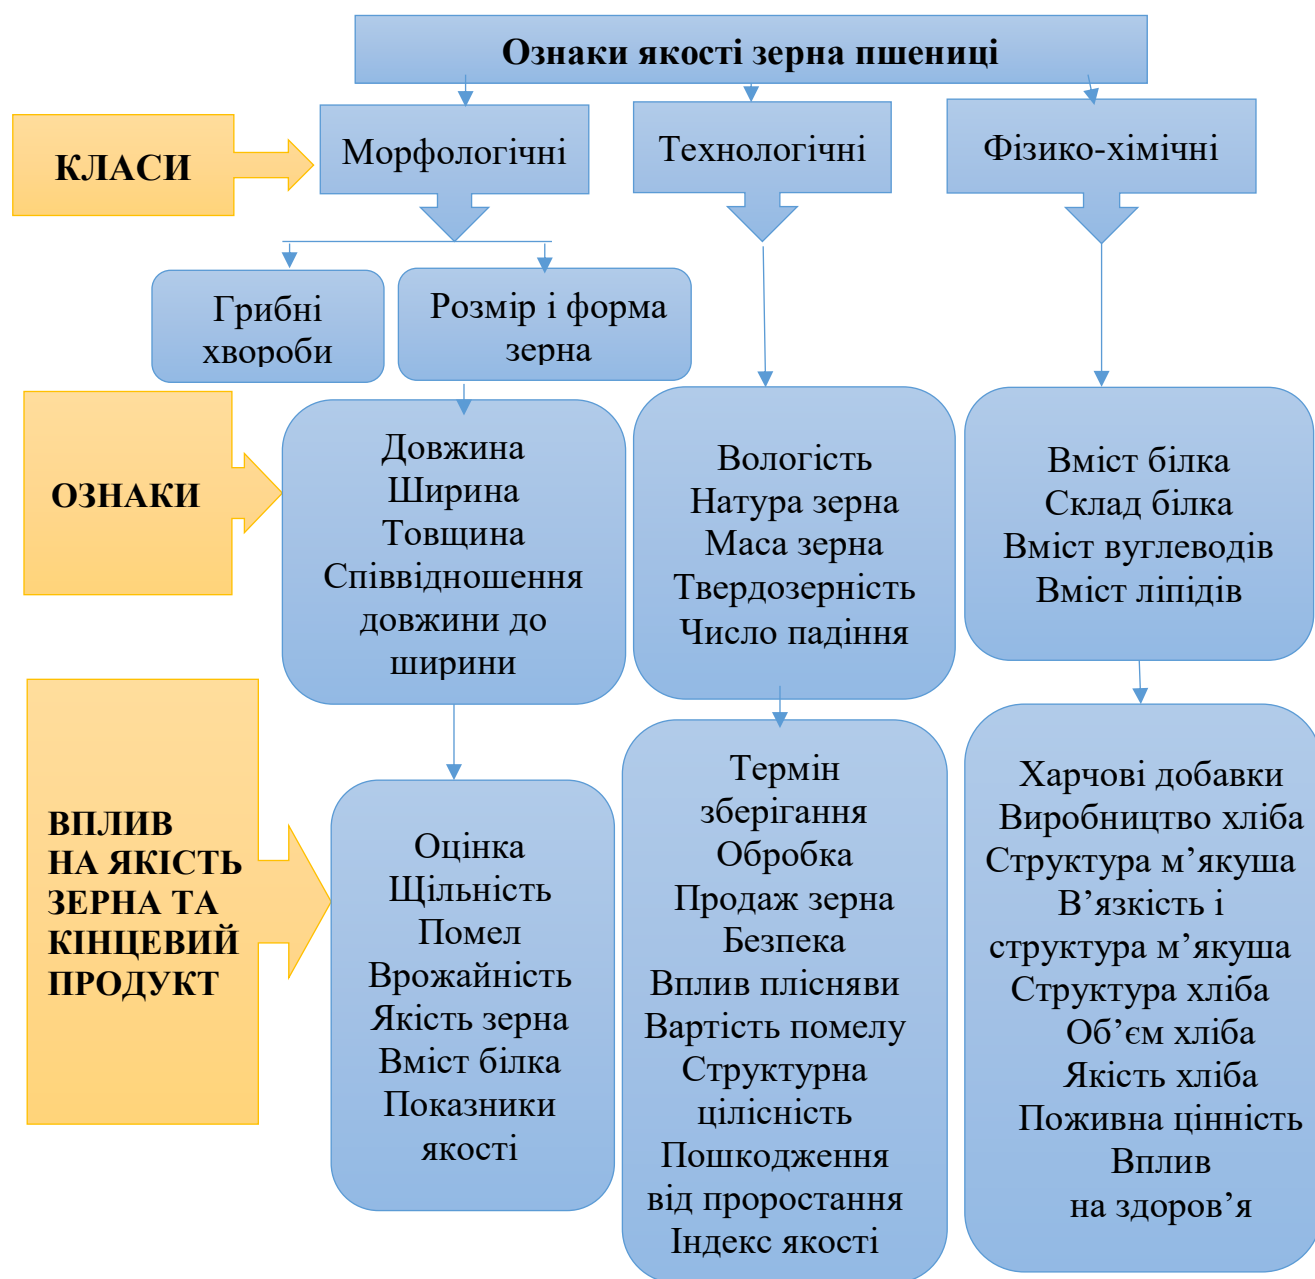 Ознаки якості зерна пшениці
КЛАСИ
Морфологічні
Технологічні
Фізико-хімічні
Грибні
хвороби
Розмір і форма
зерна
ОЗНАКИ
Довжина
Ширина
Товщина
Співвідношення
довжини до
ширини
Вологість
Натура зерна
Маса зерна
Твердозерність
Число падіння
Вміст білка
Склад білка
Вміст вуглеводів
Вміст ліпідів
ВПЛИВ
НА ЯКІСТЬ
ЗЕРНА ТА
КІНЦЕВИЙ
ПРОДУКТ
Оцінка
Щільність
Помел
Врожайність
Якість зерна
Вміст білка
Показники
якості
Термін
зберігання
Обробка
Продаж зерна
Безпека
Вплив плісняви
Вартість помелу
Структурна
цілісність
Пошкодження
від проростання
Індекс якості
Харчові добавки
Виробництво хліба
Структура м’якуша
В’язкість і
структура м’якуша
Структура хліба
Об’єм хліба
Якість хліба
Поживна цінність
Вплив
на здоров’я